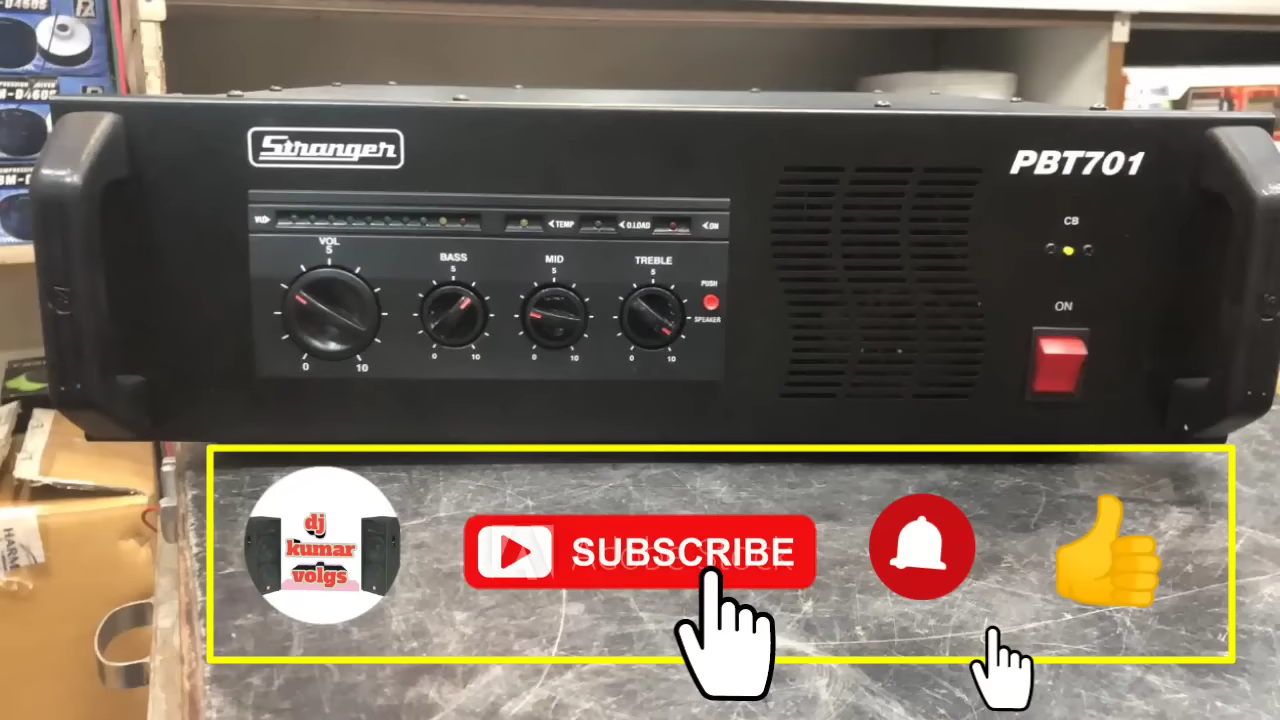 Stranger
PBT701
TEMP
O.LOAD
ON
VOL
5
0
10
BASS
5
0
10
MID
5
0
10
TREBLE
5
0
10
PUSH
SPEAKER
CB
ON
dj
kumar
volgs
SUBSCRIBE